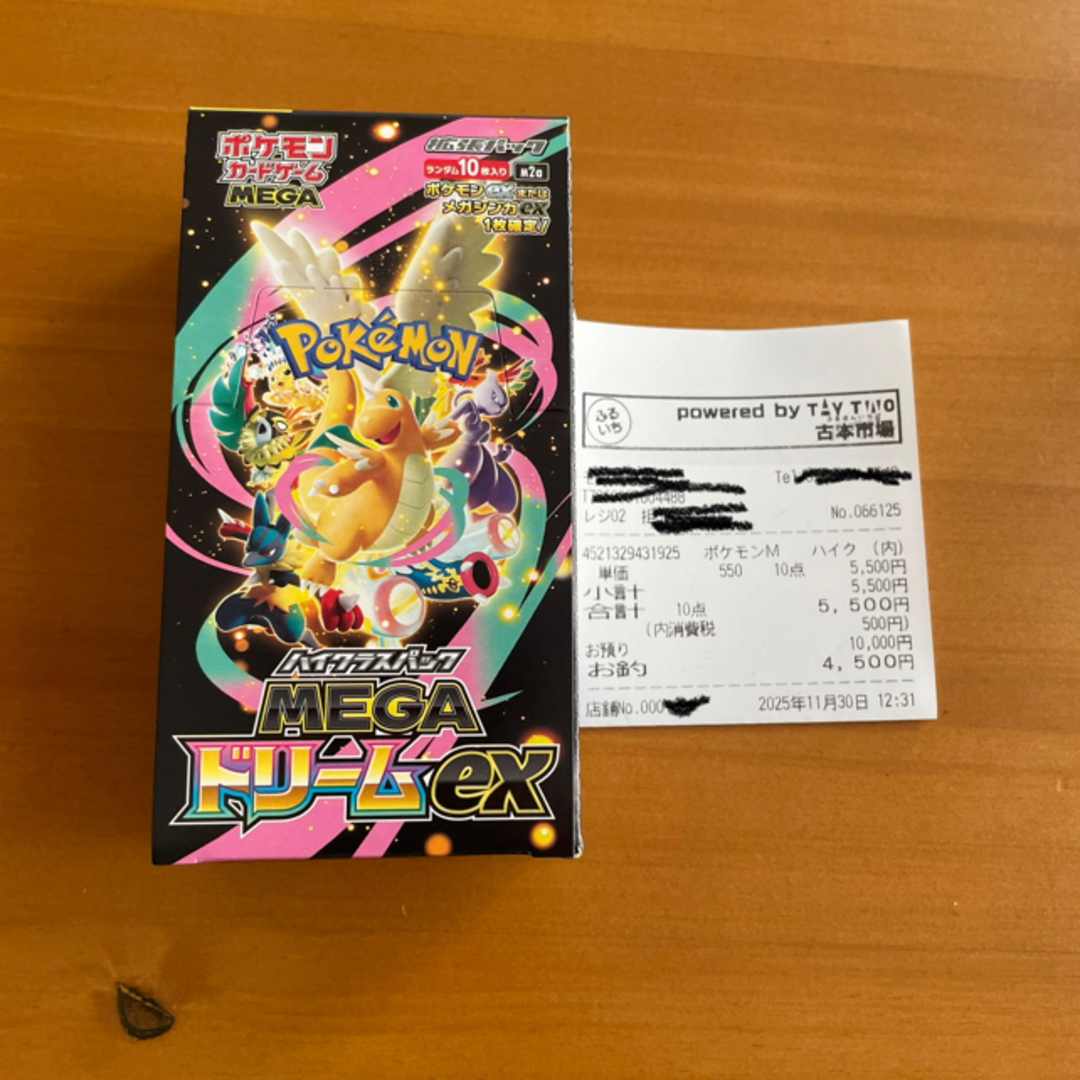 ポケモン
カードゲーム
MEGA
拡張パック
ランダム10枚入り M2a
ポケモンexまたは
メガシンカex
1枚確定!
POKéMON
ハイクラスパック
MEGA
ドリームex
ふるいち
powered by TAY TWO
古本市場
Tel
004488
レジ02
No.066125
4521329431925 ポケモンM ハイク (内)
単価 550 10点 5,500円
小計 5,500円
合計 10点 5,500円
(内消費税 500円)
お預り 10,000円
お釣 4,500円
店舗No.000 2025年11月30日 12:31